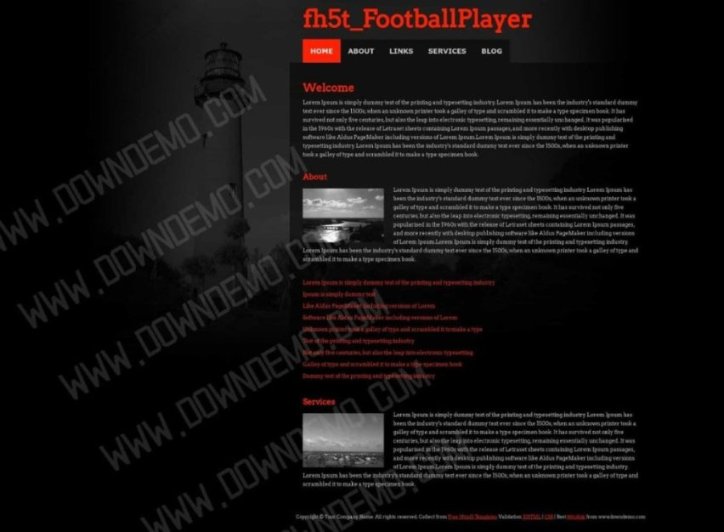 fh5t_FootballPlayer
HOME ABOUT LINKS SERVICES BLOG
Welcome
Lorem Ipsum is simply dummy text of the printing and typesetting industry. Lorem Ipsum has been the industry's standard dummy
text ever since the 1500s, when an unknown printer took a galley of type and scrambled it to make a type specimen book. It has
survived not only five centuries, but also the leap into electronic typesetting, remaining essentially unchanged. It was popularised
in the 1960s with the release of Letraset sheets containing Lorem Ipsum passages, and more recently with desktop publishing
software like Aldus PageMaker including versions of Lorem Ipsum. Lorem Ipsum is simply dummy text of the printing and
typesetting industry. Lorem Ipsum has been the industry's standard dummy text ever since the 1500s, when an unknown printer
took a galley of type and scrambled it to make a type specimen book.
About
Lorem Ipsum is simply dummy text of the printing and typesetting industry. Lorem Ipsum has
been the industry's standard dummy text ever since the 1500s, when an unknown printer took a
galley of type and scrambled it to make a type specimen book. It has survived not only five
centuries, but also the leap into electronic typesetting, remaining essentially unchanged. It was
popularised in the 1960s with the release of Letraset sheets containing Lorem Ipsum passages,
and more recently with desktop publishing software like Aldus PageMaker including versions
of Lorem Ipsum. Lorem Ipsum is simply dummy text of the printing and typesetting industry.
Lorem Ipsum has been the industry's standard dummy text ever since the 1500s, when an unknown printer took a galley of type and
scrambled it to make a type specimen book.
Lorem Ipsum is simply dummy text of the printing and typesetting industry
Ipsum is simply dummy text
Like Aldus PageMaker including versions of Lorem
Software like Aldus PageMaker including versions of Lorem
Unknown printer took a galley of type and scrambled it to make a type
Text of the printing and typesetting industry
Not only five centuries, but also the leap into electronic typesetting
Galley of type and scrambled it to make a type specimen book
Dummy text of the printing and typesetting industry
Services
Lorem Ipsum is simply dummy text of the printing and typesetting industry. Lorem Ipsum has
been the industry's standard dummy text ever since the 1500s, when an unknown printer took a
galley of type and scrambled it to make a type specimen book. It has survived not only five
centuries, but also the leap into electronic typesetting, remaining essentially unchanged. It was
popularised in the 1960s with the release of Letraset sheets containing Lorem Ipsum passages,
and more recently with desktop publishing software like Aldus PageMaker including versions
of Lorem Ipsum. Lorem Ipsum is simply dummy text of the printing and typesetting industry.
Lorem Ipsum has been the industry's standard dummy text ever since the 1500s, when an unknown printer took a galley of type and
scrambled it to make a type specimen book.
Copyright © Your Company Name. All rights reserved. Collect from Free Html5 Templates Validation XHTML | CSS | Best from www.downdemo.com
WWW.DOWNDEMO.COM
WWW.DOWNDEMO.COM
WWW.DOWNDEMO.COM
WWW.DOWNDEMO.COM
WWW.DOWNDEMO.COM
WWW.DOWNDEMO.COM